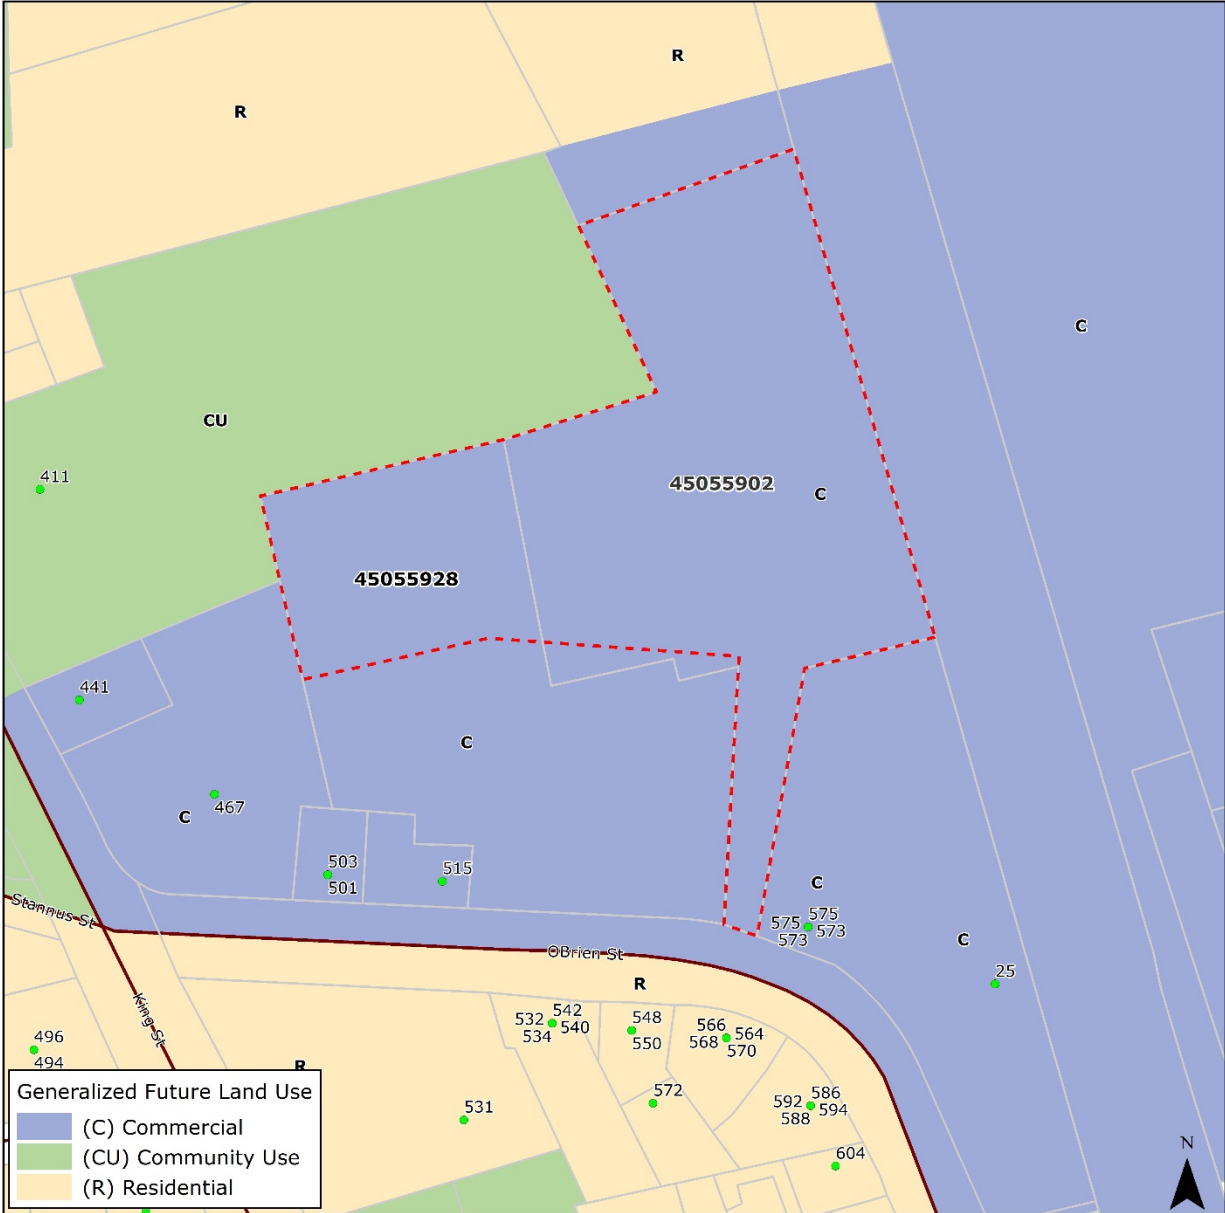 R
R
C
CU
411
45055902
C
45055928
441
C
467
C
503
501
515
C
575
575
573
573
C
25
Stannus St
OBrien St
R
King St
532
542
534
540
548
550
566
564
568
570
496
494
R
572
592
586
588
594
531
604
Generalized Future Land Use
(C) Commercial
(CU) Community Use
(R) Residential
N